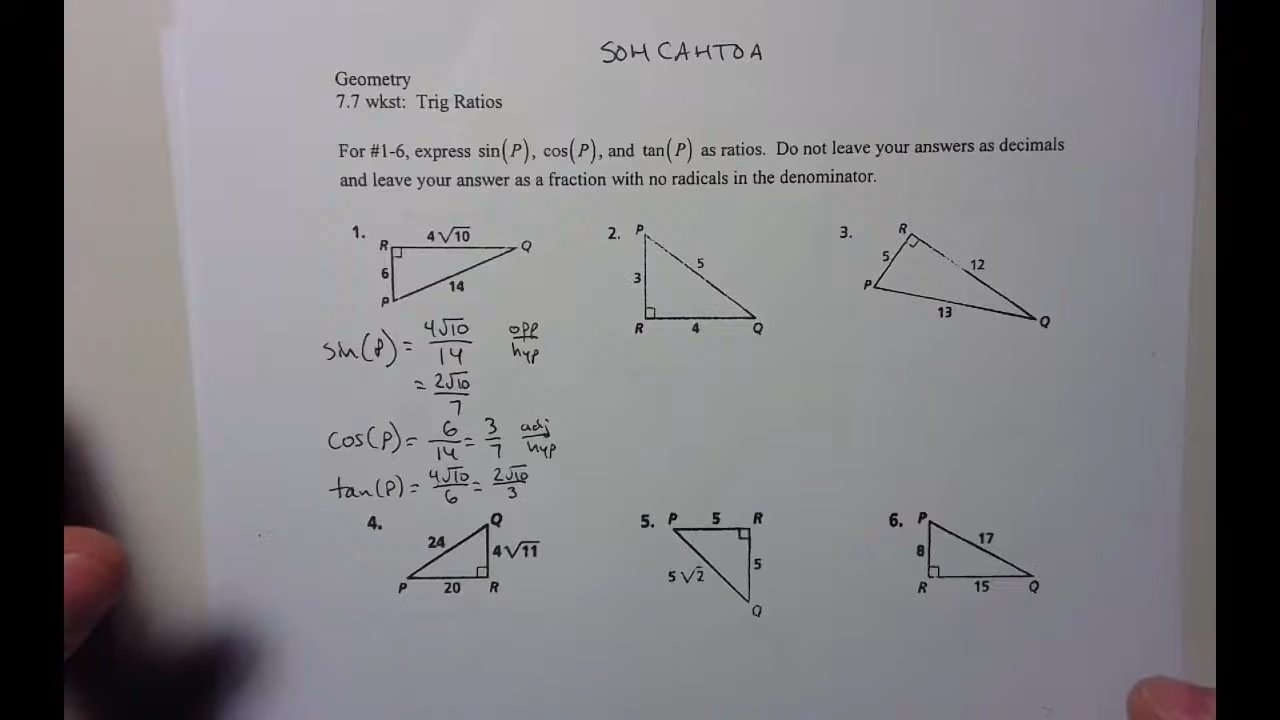 SOHCAHTOA
Geometry
7.7 wkst: Trig Ratios
For #1-6, express sin(P), cos(P), and tan(P) as ratios. Do not leave your answers as decimals
and leave your answer as a fraction with no radicals in the denominator.
1.
R
4√10
Q
6
14
P
2.
P
3
5
R
4
Q
3.
R
5
12
P
13
Q
sin(P) = 4√10/14 opp/hyp
= 2√10/7
cos(P) = 6/14 = 3/7 adj/hyp
tan(P) = 4√10/6 = 2√10/3
4.
Q
24
4√11
P
20
R
5.
P
5
R
5
5√2
Q
6.
P
17
8
R
15
Q